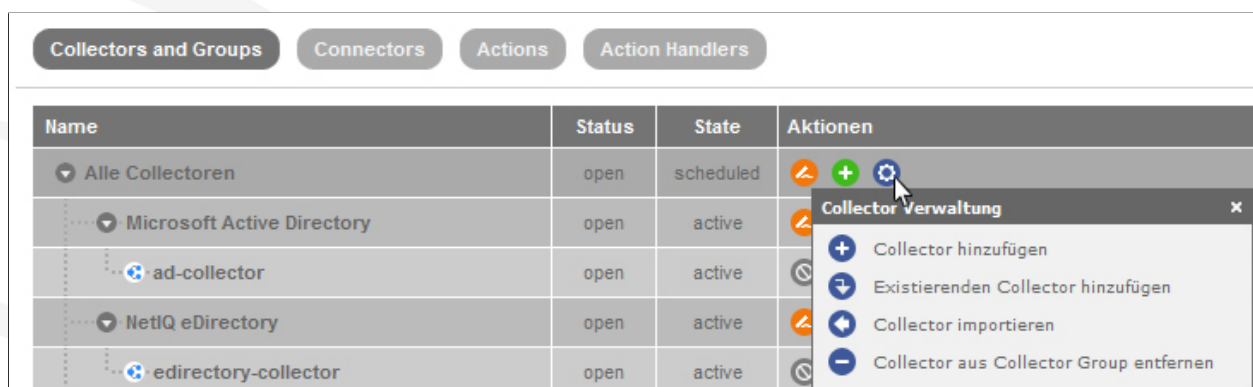 Collectors and Groups Connectors Actions Action Handlers
Name Status State Aktionen
Alle Collectoren open scheduled
Collector Verwaltung ×
Microsoft Active Directory open active
Collector hinzufügen
ad-collector open active
Existierenden Collector hinzufügen
NetIQ eDirectory open active
Collector importieren
edirectory-collector open active
Collector aus Collector Group entfernen